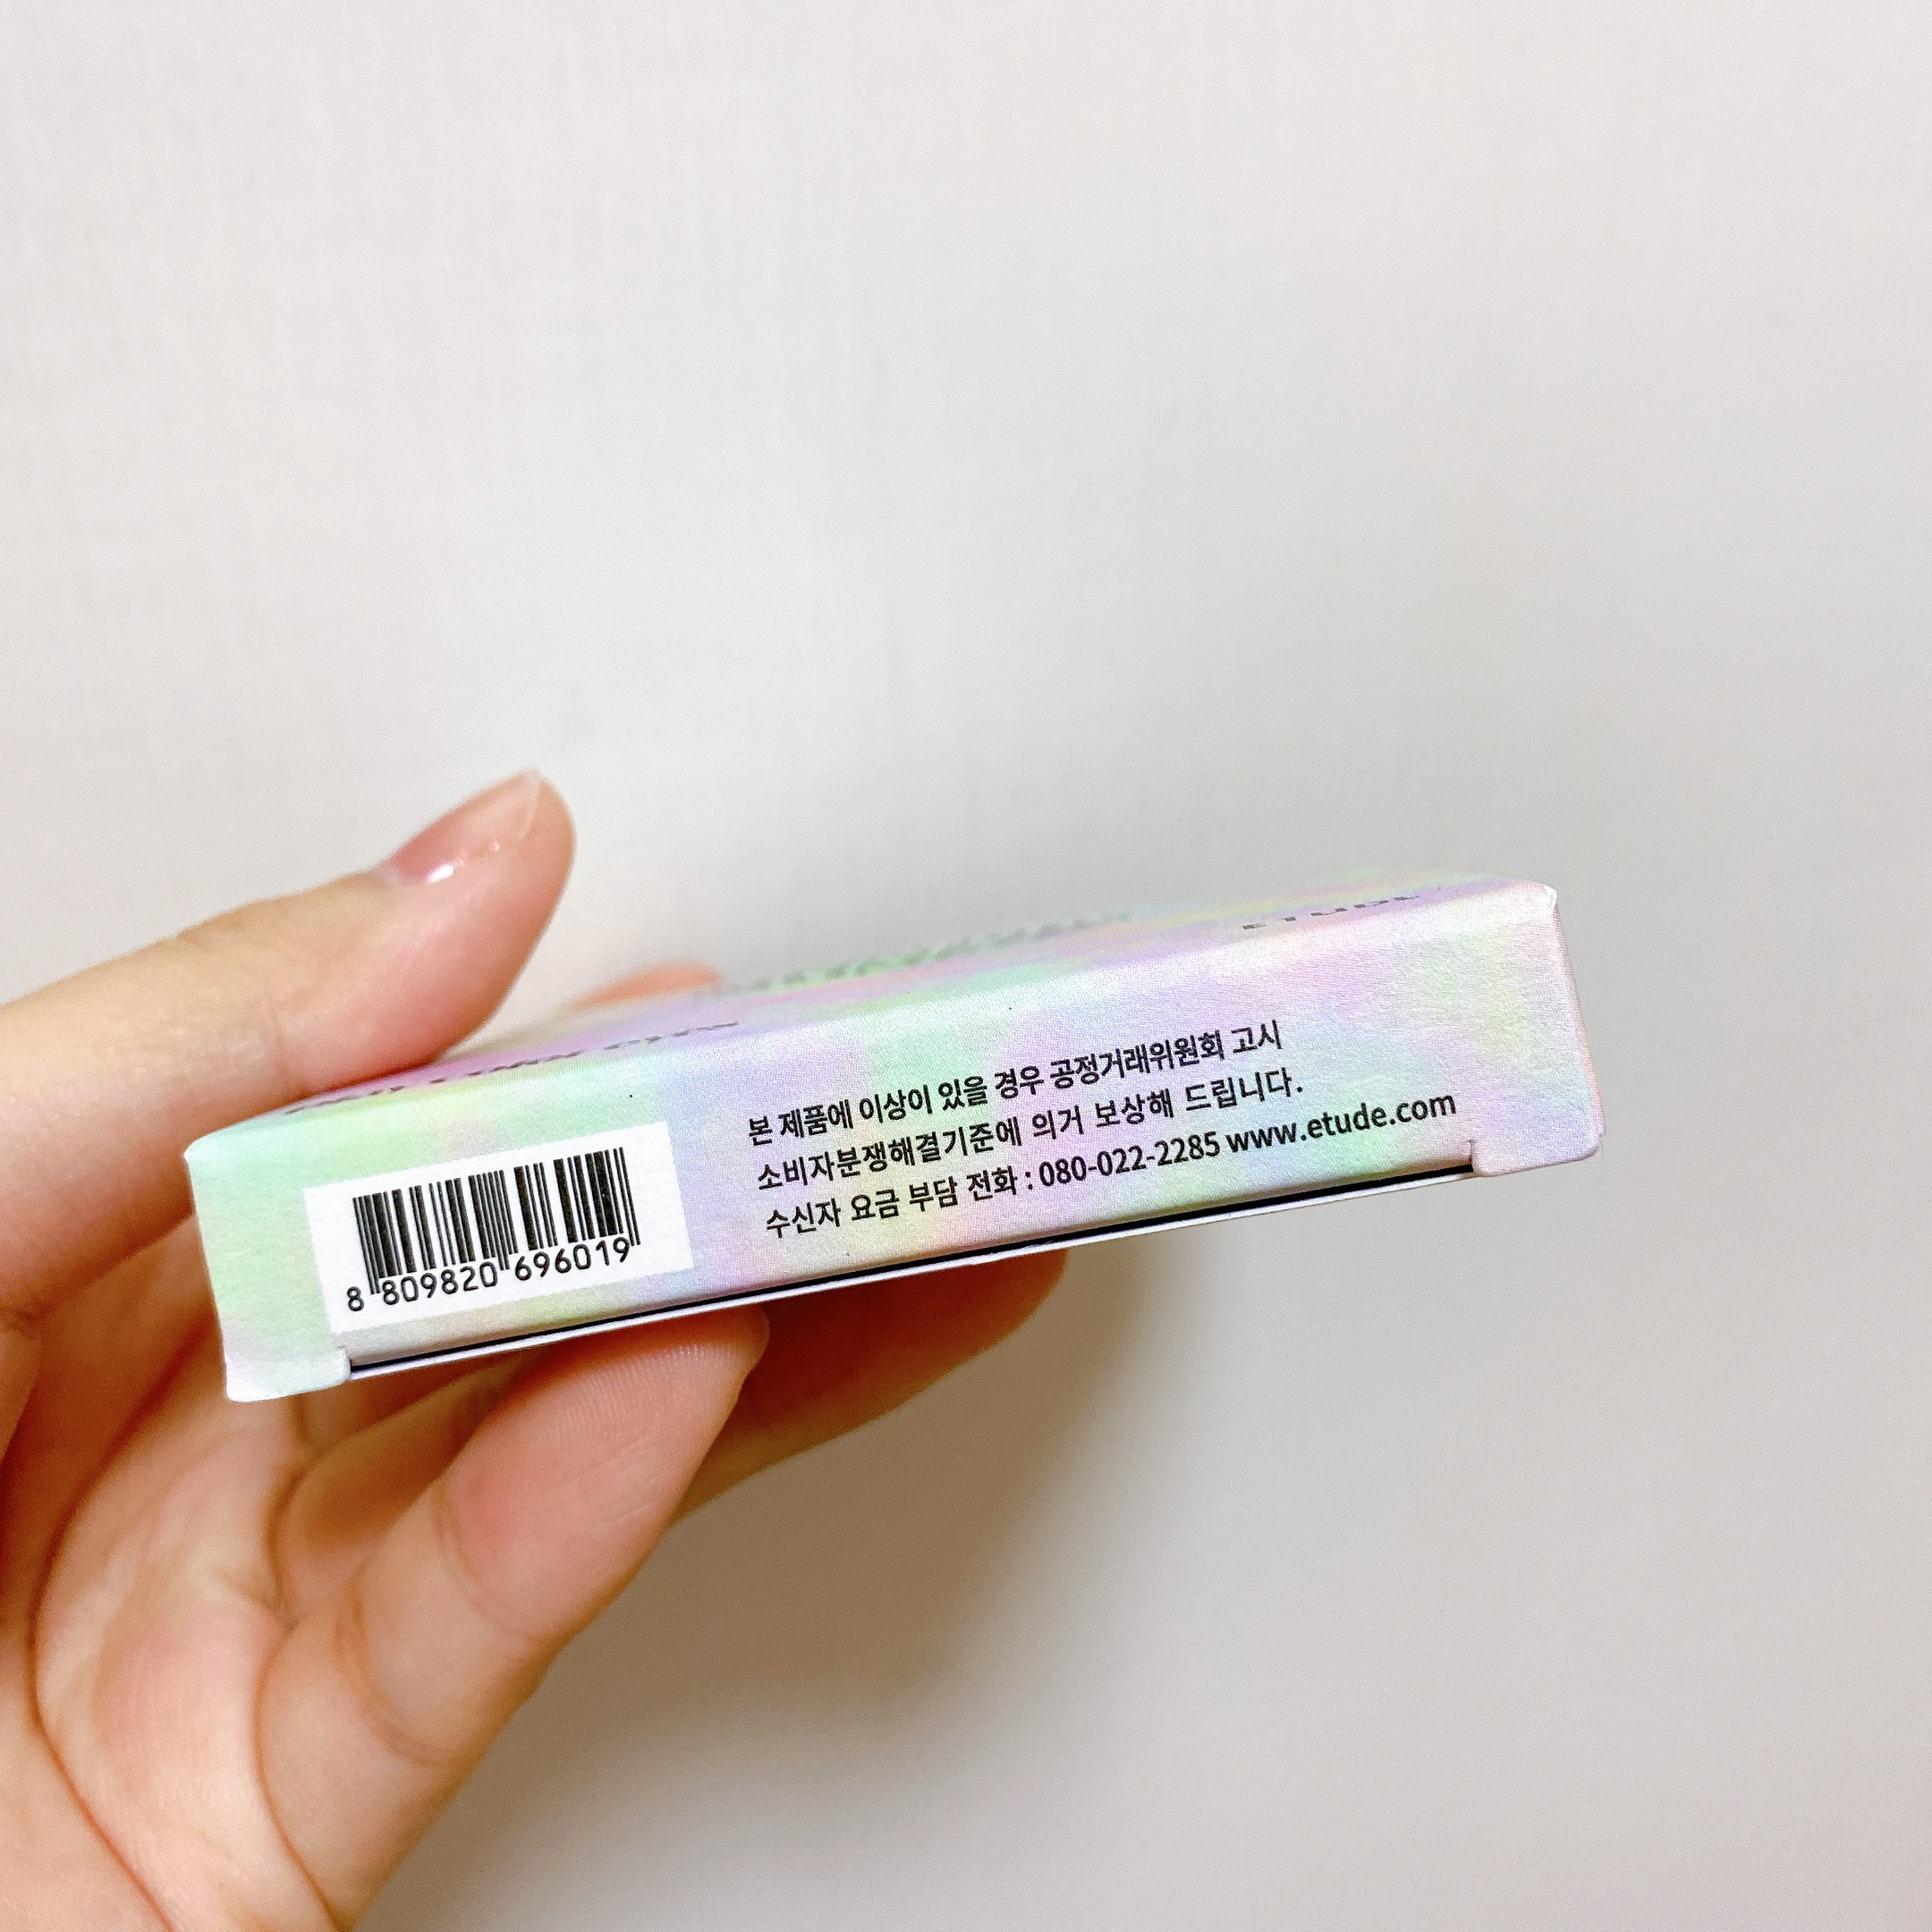 ETUDE
본 제품에 이상이 있을 경우 공정거래위원회 고시
소비자분쟁해결기준에 의거 보상해 드립니다.
수신자 요금 부담 전화 : 080-022-2285 www.etude.com
8 809820 696019